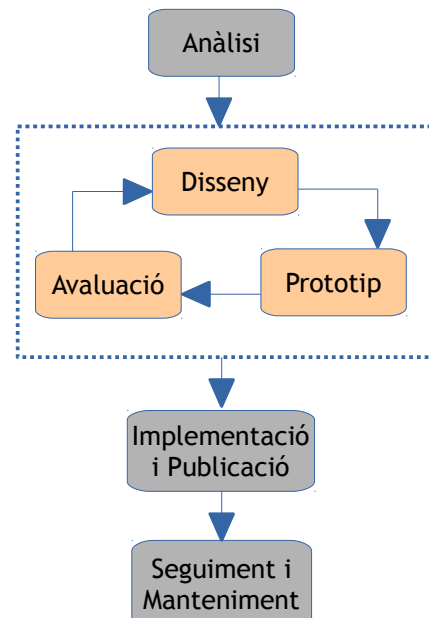 Anàlisi
Disseny
Avaluació
Prototip
Implementació
i Publicació
Seguiment i
Manteniment